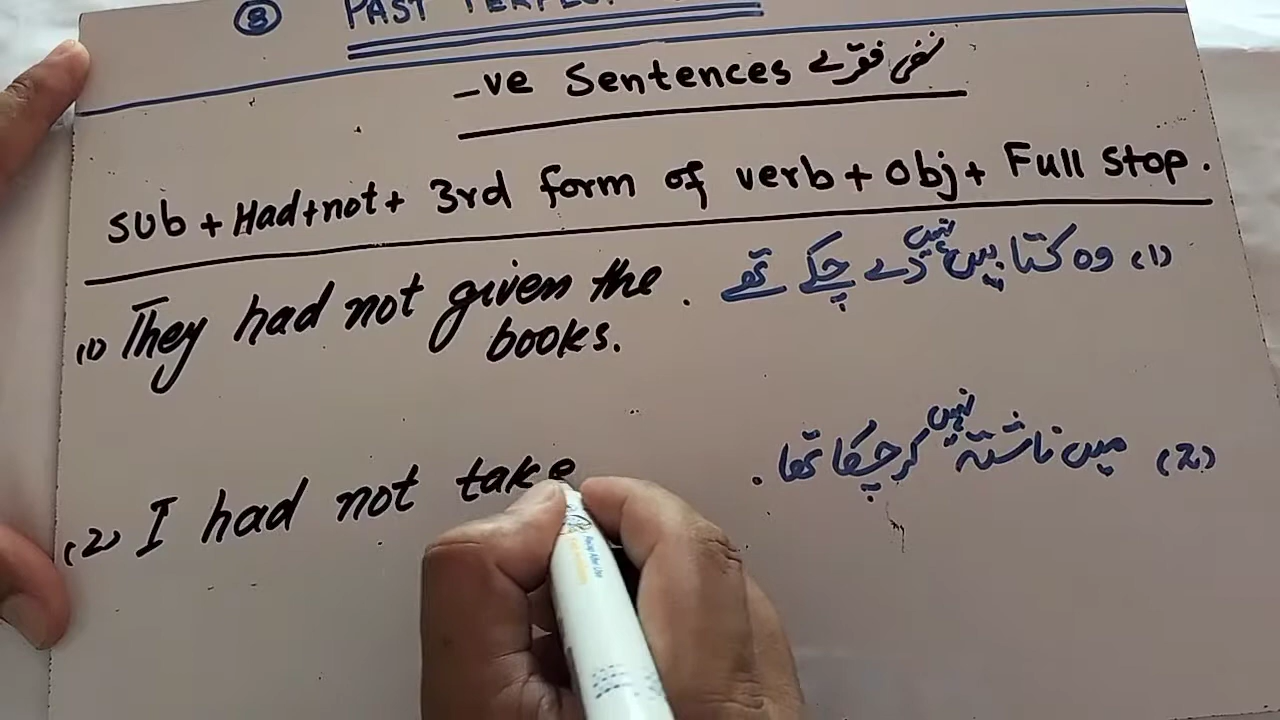 (8) PAST PERFECT
-ve Sentences نفی فقرے
Sub + Had + not + 3rd form of verb + Obj + Full Stop.
(1) They had not given the . (1) وہ کتابیں نہیں دے چکے تھے
books.
(2) I had not take (2) میں ناشتہ نہیں کر چکا تھا .